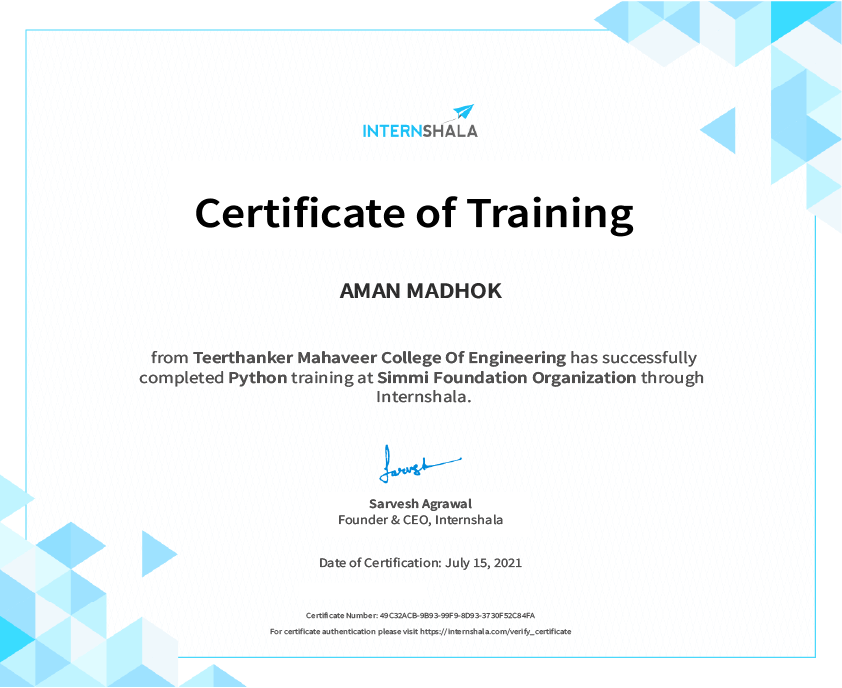 INTERNSHALA
Certificate of Training
AMAN MADHOK
from Teerthanker Mahaveer College Of Engineering has successfully
completed Python training at Simmi Foundation Organization through
Internshala.
Sarvesh
Sarvesh Agrawal
Founder & CEO, Internshala
Date of Certification: July 15, 2021
Certificate Number: 49C32ACB-9B93-99F9-8D93-3730F52C84FA
For certificate authentication please visit https://internshala.com/verify_certificate